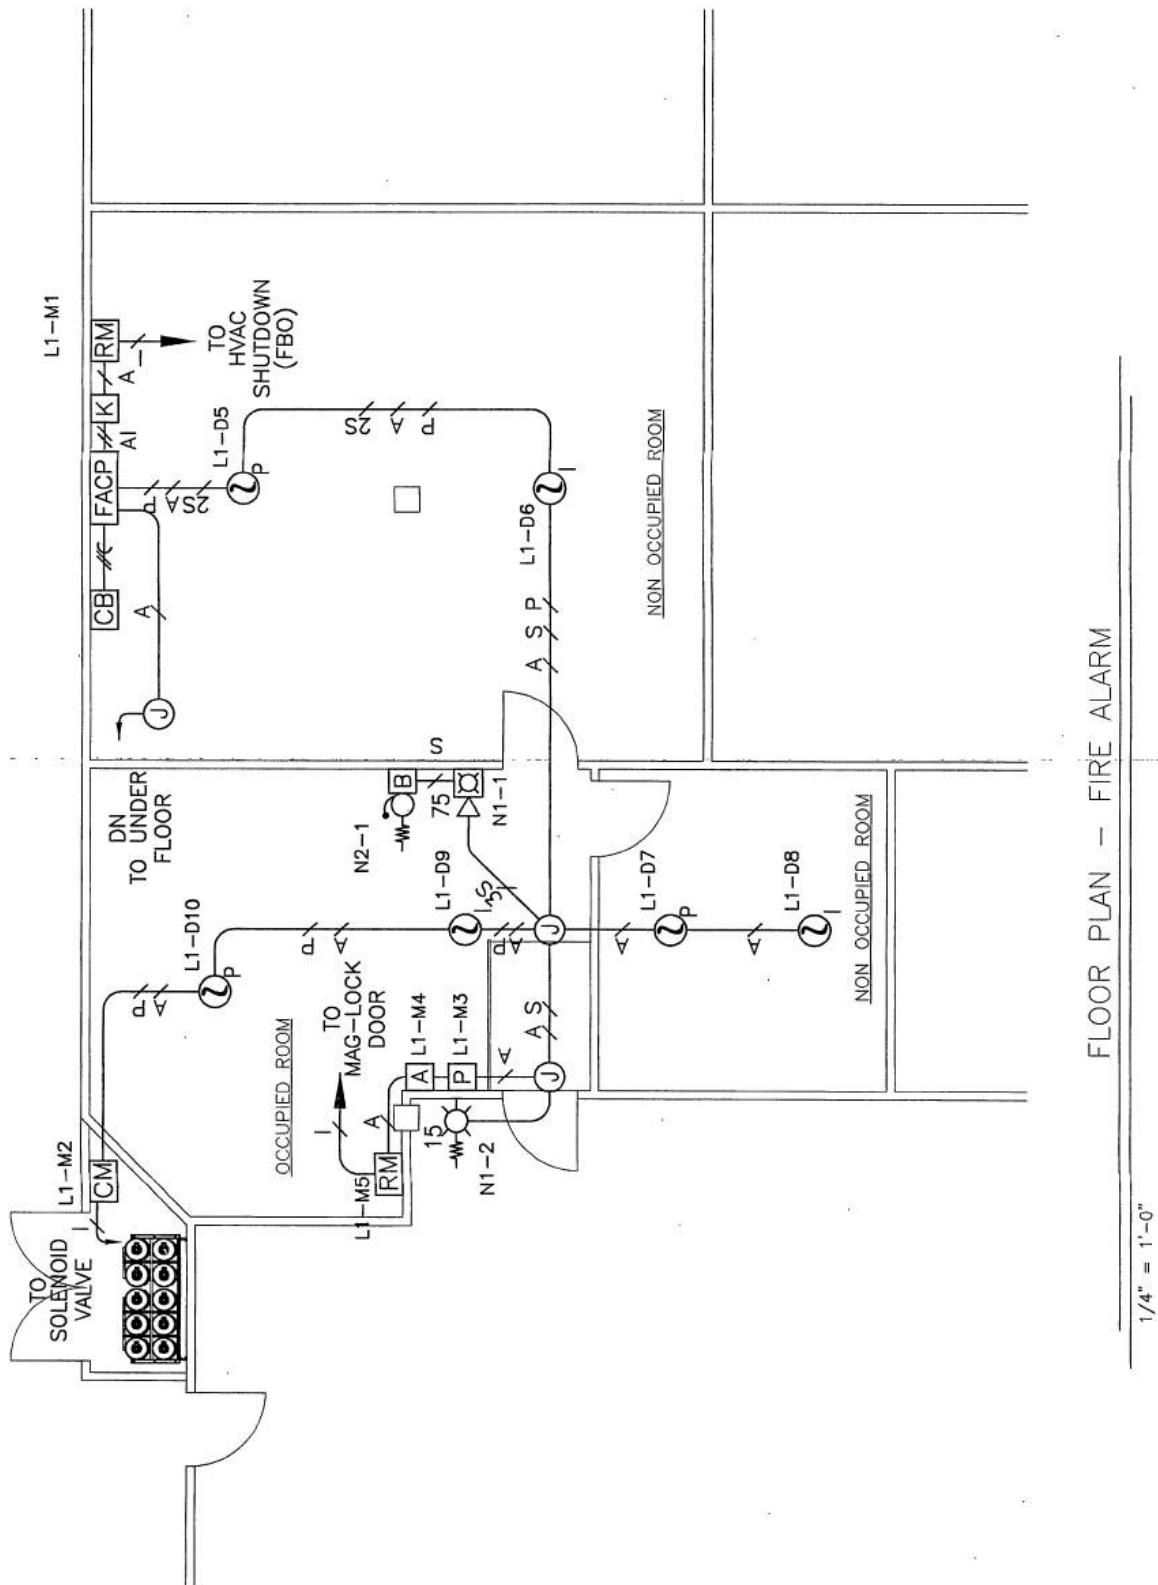 TO
SOLENOID
VALVE
I
L1-M2
CM
P
A
L1-D10
P
OCCUPIED ROOM
DN
TO UNDER
FLOOR
J
A
CB
C
FACP
AI
K
A
RM
L1-M1
I
TO
HVAC
SHUTDOWN
(FBO)
P
2SA
L1-D5
P
2S
A
P
L1-D6
I
A S P
NON OCCUPIED ROOM
S
B
75
N2-1
N1-1
P
A
L1-D9
I
2S
P
A
J
TO
MAG-LOCK
DOOR
I
L1-M5
RM
A
A
L1-M4
P
L1-M3
A
15
N1-2
J
A S
A
L1-D7
P
A
L1-D8
I
NON OCCUPIED ROOM
FLOOR PLAN - FIRE ALARM
1/4" = 1'-0"